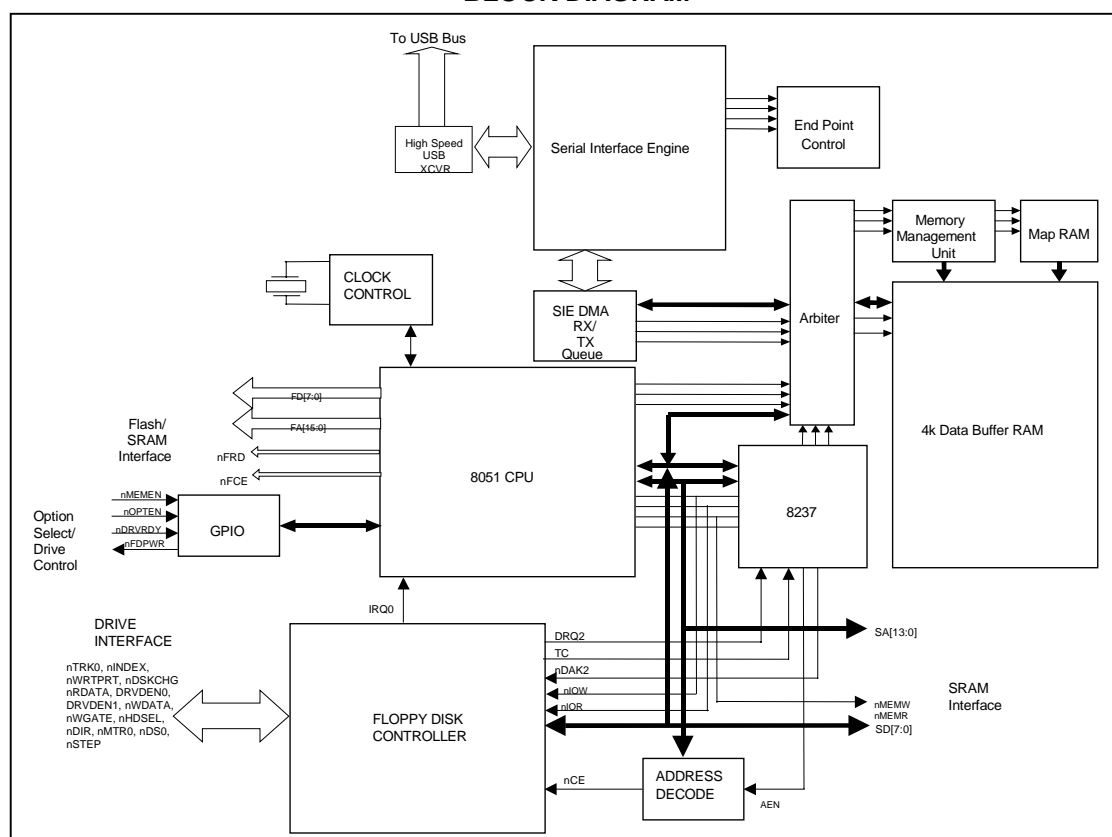 BLOCK DIAGRAM
To USB Bus
High Speed
USB
XCVR
Serial Interface Engine
End Point
Control
CLOCK
CONTROL
SIE DMA
RX/
TX
Queue
Arbiter
Memory
Management
Unit
Map RAM
4k Data Buffer RAM
FD[7:0]
FA[15:0]
Flash/
SRAM
Interface
nFRD
nFCE
8051 CPU
8237
nMEMEN
nOPTEN
nDRVRDY
nFDPWR
Option
Select/
Drive
Control
GPIO
IRQ0
DRIVE
INTERFACE
nTRK0, nINDEX,
nWRTPRT, nDSKCHG
nRDATA, DRVDEN0,
DRVDEN1, nWDATA,
nWGATE, nHDSEL,
nDIR, nMTR0, nDS0,
nSTEP
FLOPPY DISK
CONTROLLER
DRQ2
TC
nDAK2
nIOW
nIOR
SA[13:0]
nMEMW
nMEMR
SD[7:0]
SRAM
Interface
nCE
ADDRESS
DECODE
AEN